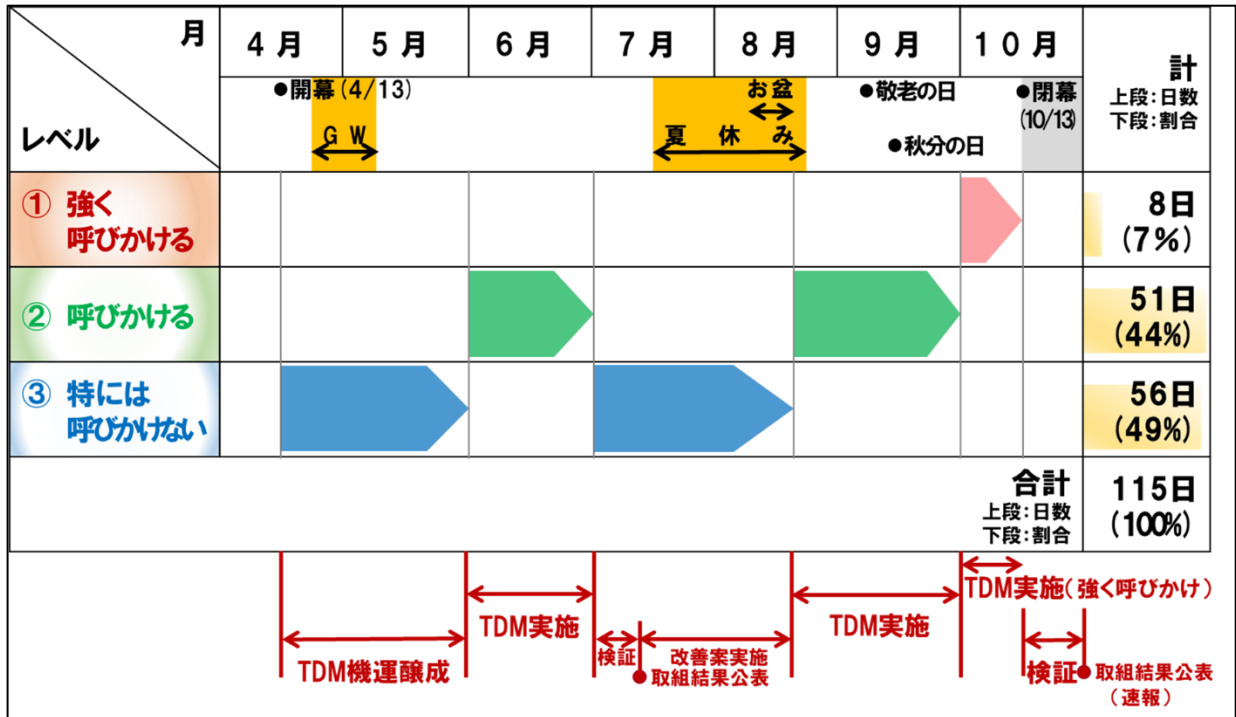 月
レベル
4月
5月
6月
7月
8月
9月
10月
計
上段:日数
下段:割合
●開幕(4/13)
GW
お盆
夏休み
●敬老の日
●秋分の日
●閉幕
(10/13)
① 強く
呼びかける
8日
(7%)
② 呼びかける
51日
(44%)
③ 特には
呼びかけない
56日
(49%)
合計
上段:日数
下段:割合
115日
(100%)
TDM機運醸成
TDM実施
検証
改善案実施
●取組結果公表
TDM実施
TDM実施(強く呼びかけ)
検証
●取組結果公表
(速報)